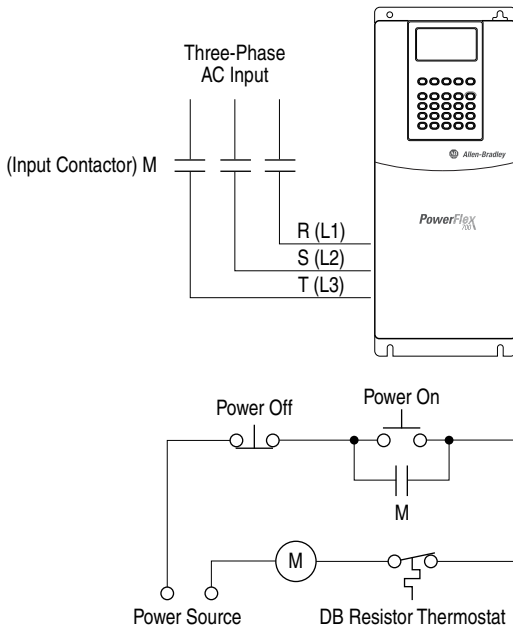 Three-Phase
AC Input
(Input Contactor) M
R (L1)
S (L2)
T (L3)
AB Allen-Bradley
PowerFlex
700
Power Off
Power On
M
M
Power Source
DB Resistor Thermostat